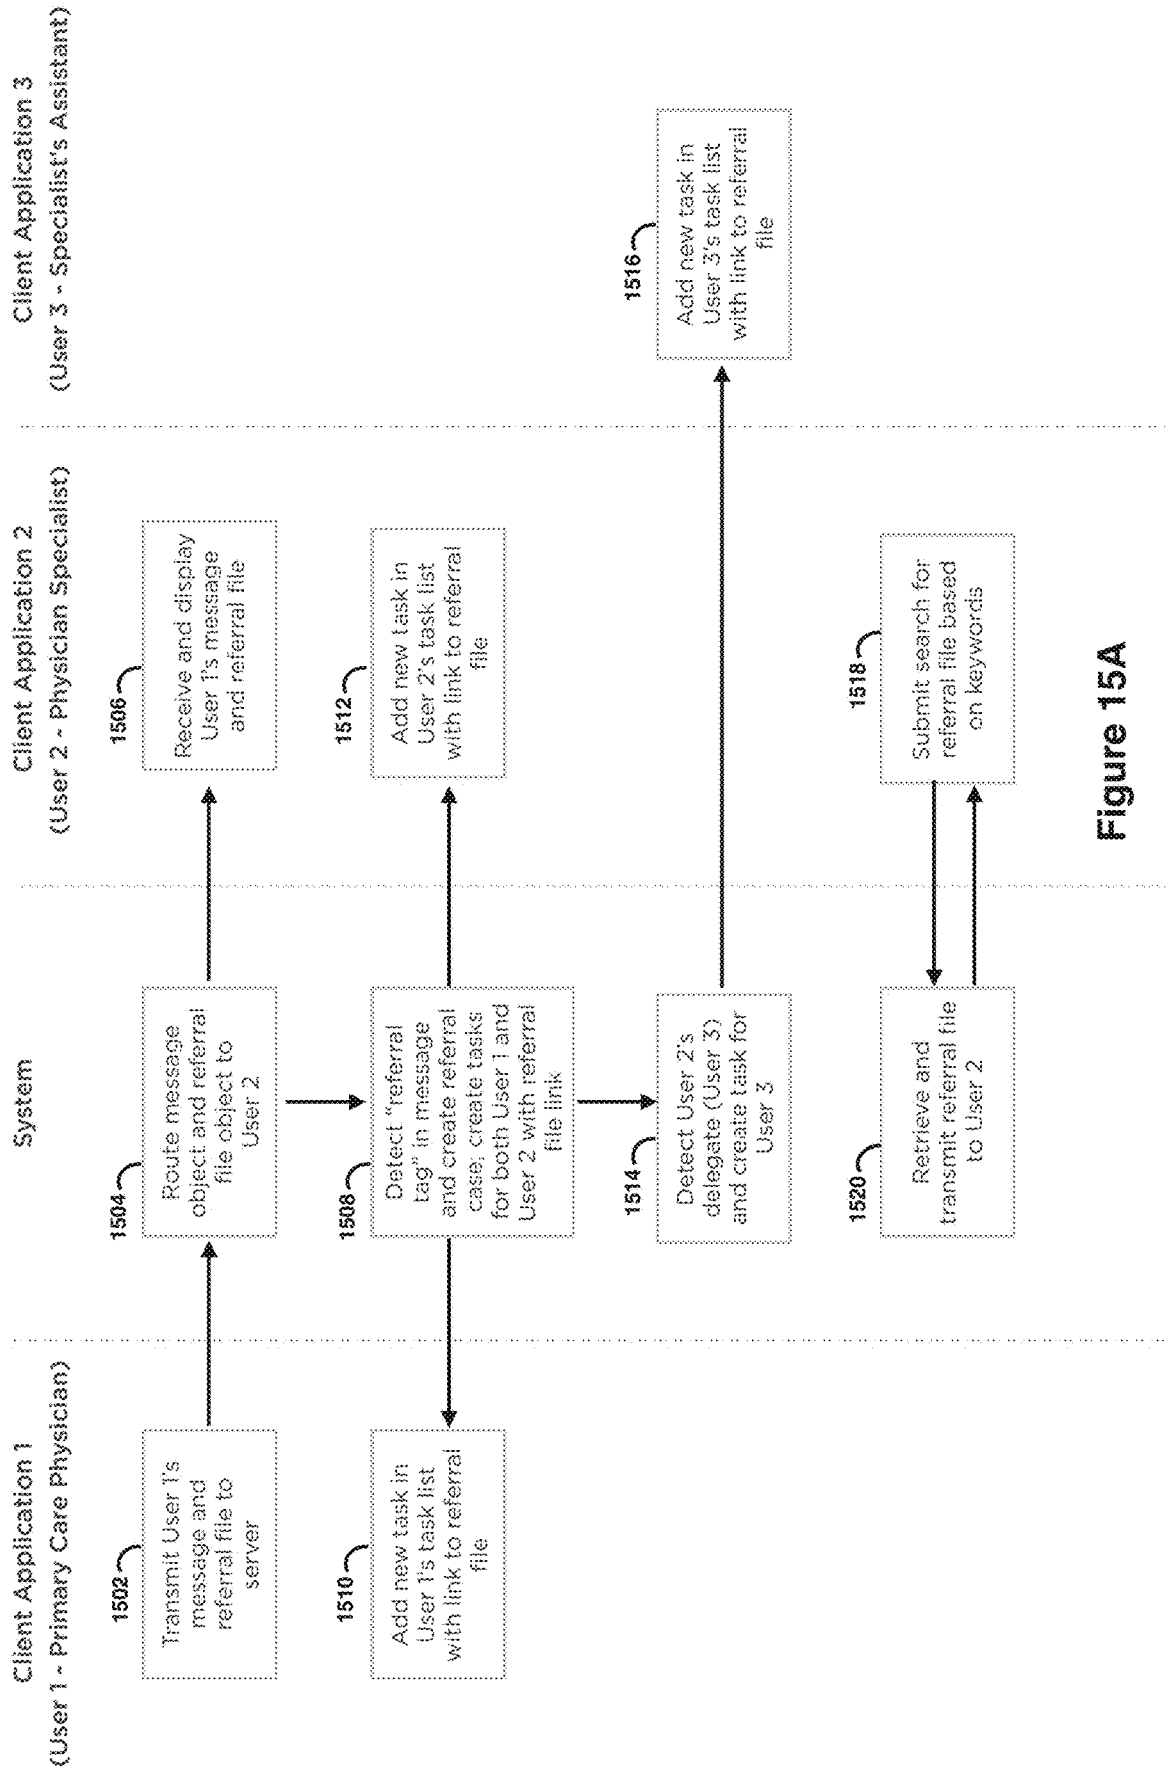 Client Application 1
(User 1 - Primary Care Physician)
System
Client Application 2
(User 2 - Physician Specialist)
Client Application 3
(User 3 - Specialist's Assistant)
1502
Transmit User 1's
message and
referral file to
server
1504
Route message
object and referral
file object to
User 2
1506
Receive and display
User 1's message
and referral file
1510
Add new task in
User 1's task list
with link to referral
file
1508
Detect "referral
tag" in message
and create referral
case; create tasks
for both User 1 and
User 2 with referral
file link
1512
Add new task in
User 2's task list
with link to referral
file
1514
Detect User 2's
delegate (User 3)
and create task for
User 3
1516
Add new task in
User 3's task list
with link to referral
file
1520
Retrieve and
transmit referral file
to User 2
1518
Submit search for
referral file based
on keywords
Figure 15A